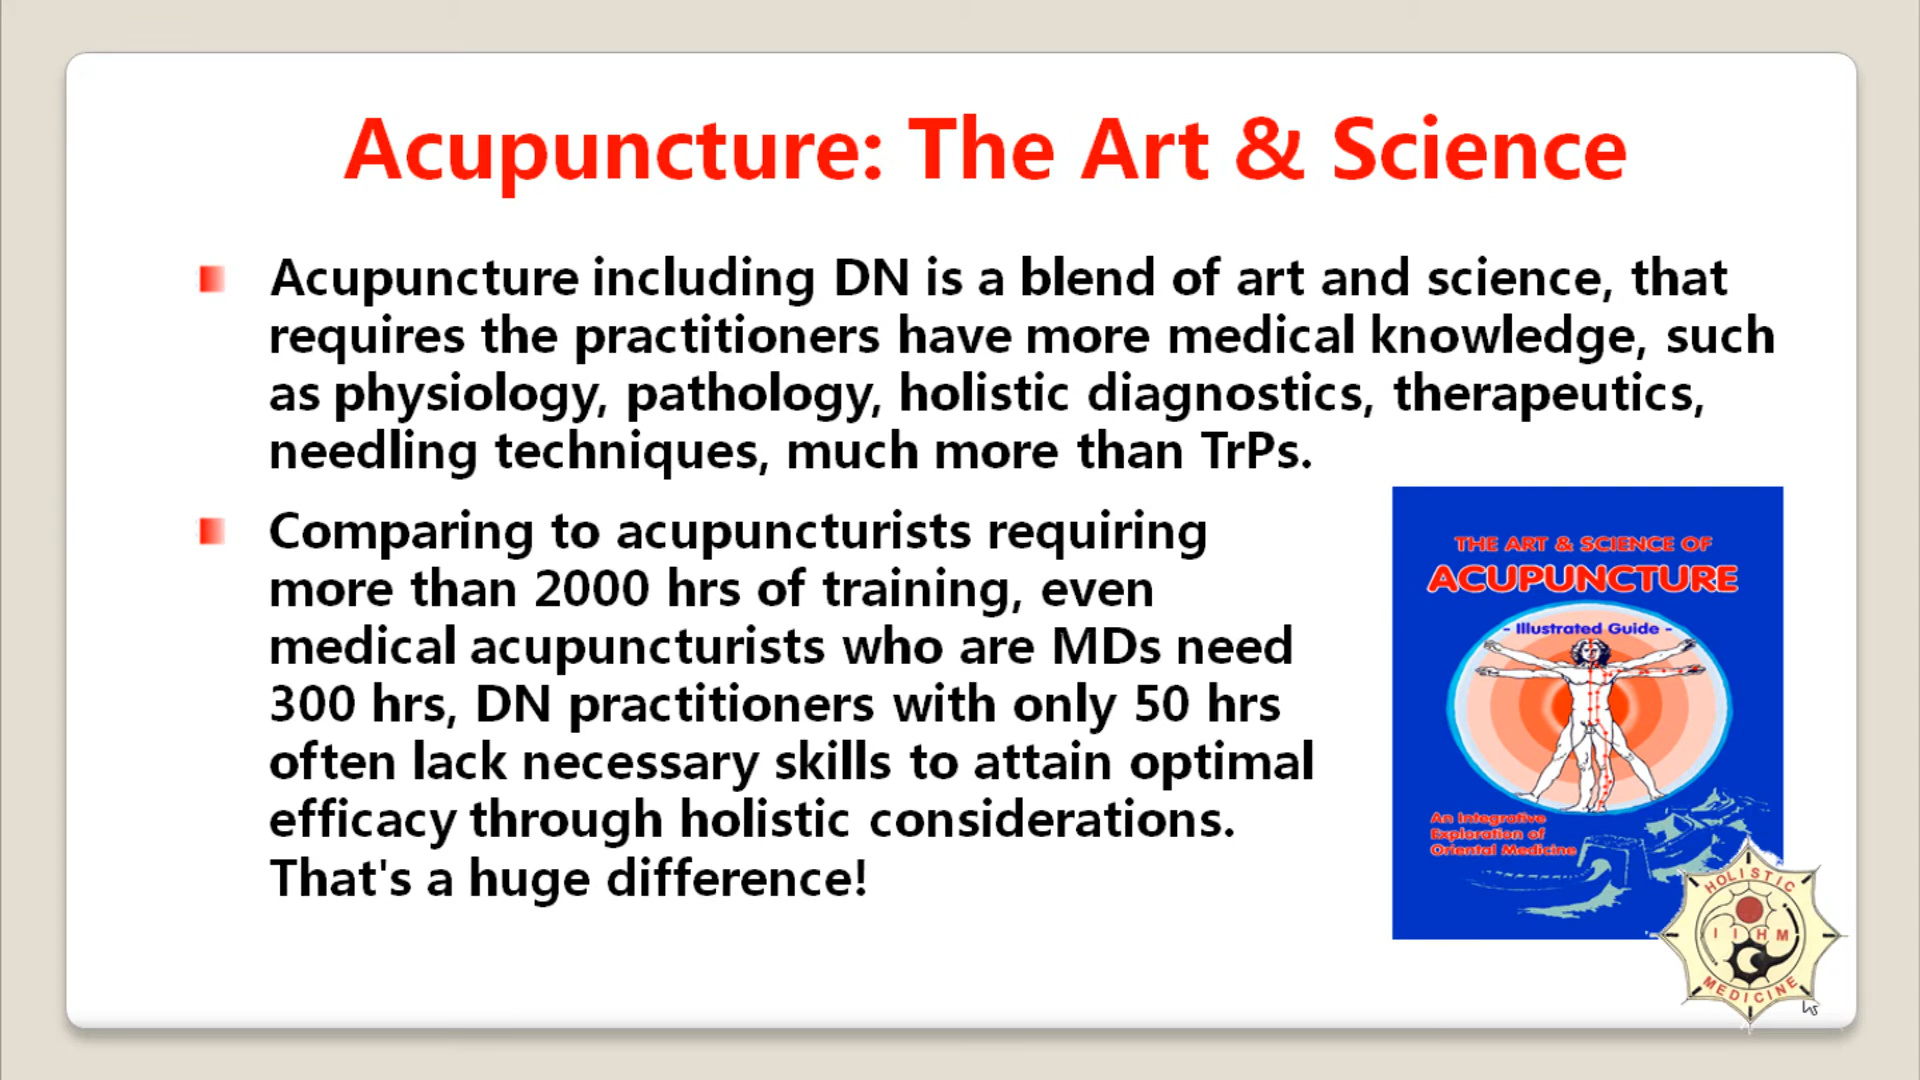 Acupuncture: The Art & Science
Acupuncture including DN is a blend of art and science, that
requires the practitioners have more medical knowledge, such
as physiology, pathology, holistic diagnostics, therapeutics,
needling techniques, much more than TrPs.
Comparing to acupuncturists requiring
more than 2000 hrs of training, even
medical acupuncturists who are MDs need
300 hrs, DN practitioners with only 50 hrs
often lack necessary skills to attain optimal
efficacy through holistic considerations.
That's a huge difference!
THE ART & SCIENCE OF
ACUPUNCTURE
- Illustrated Guide -
An Integrative
Exploration of
Oriental Medicine
HOLISTIC
I I H M
MEDICINE